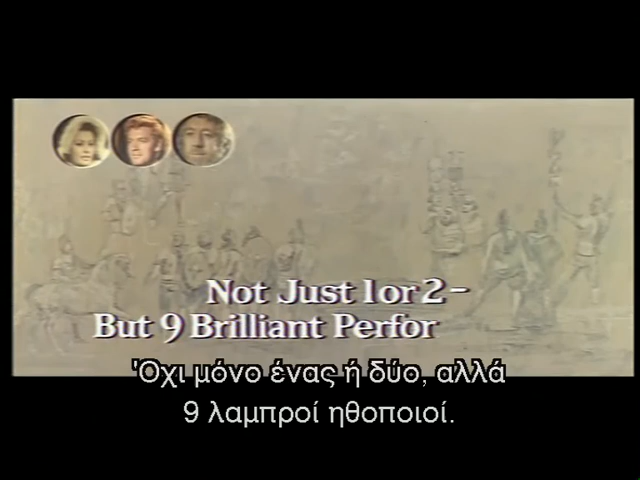 Not Just 1 or 2 -
But 9 Brilliant Perfor
Όχι μόνο ένας ή δύο, αλλά
9 λαμπροί ηθοποιοί.